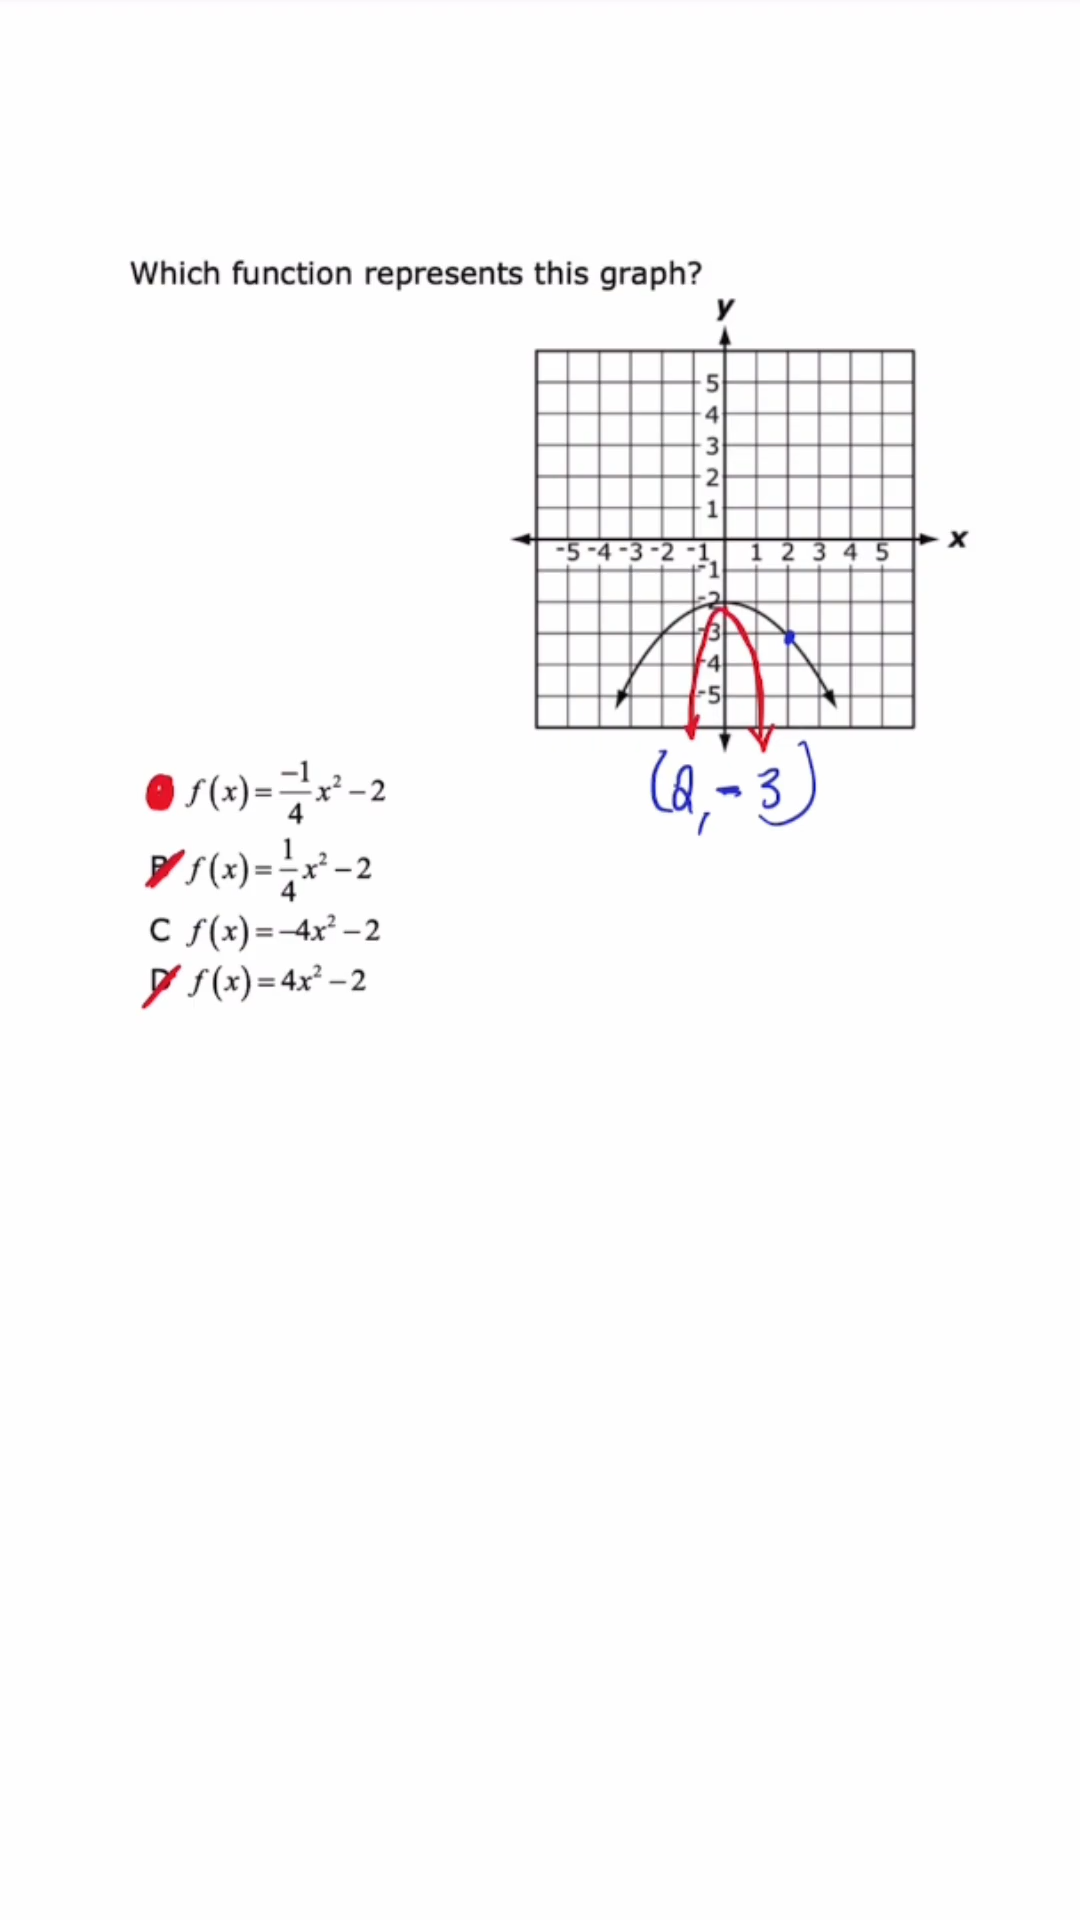 Which function represents this graph?
y
5
4
3
2
1
-5 -4 -3 -2 -1 1 2 3 4 5 x
-1
-2
-3
-4
-5
(2, -3)
f(x) = -1/4 x² – 2
B f(x) = 1/4 x² – 2
C f(x) = –4x² – 2
D f(x) = 4x² – 2